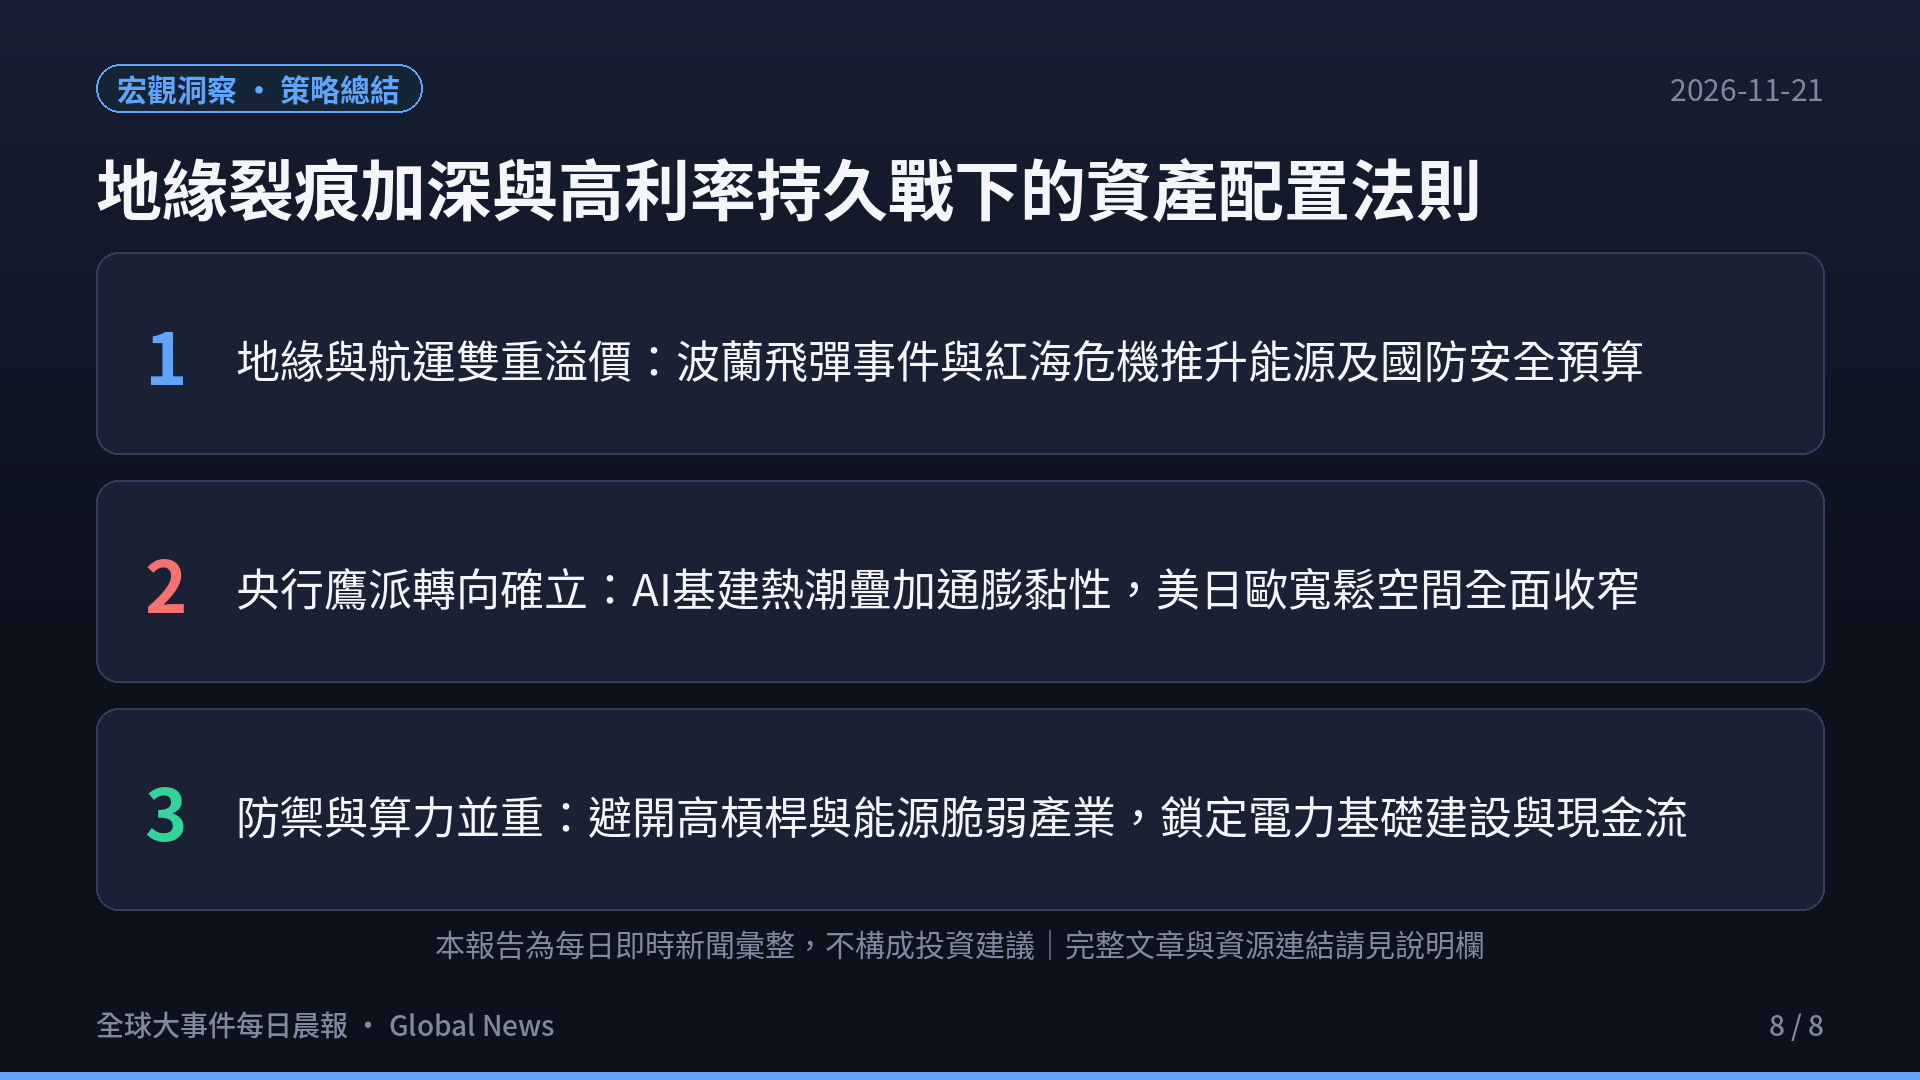 宏觀洞察 • 策略總結
2026-11-21
地緣裂痕加深與高利率持久戰下的資產配置法則
1 地緣與航運雙重溢價：波蘭飛彈事件與紅海危機推升能源及國防安全預算
2 央行鷹派轉向確立：AI基建熱潮疊加通膨黏性，美日歐寬鬆空間全面收窄
3 防禦與算力並重：避開高槓桿與能源脆弱產業，鎖定電力基礎建設與現金流
本報告為每日即時新聞彙整，不構成投資建議｜完整文章與資源連結請見說明欄
全球大事件每日晨報 • Global News
8 / 8